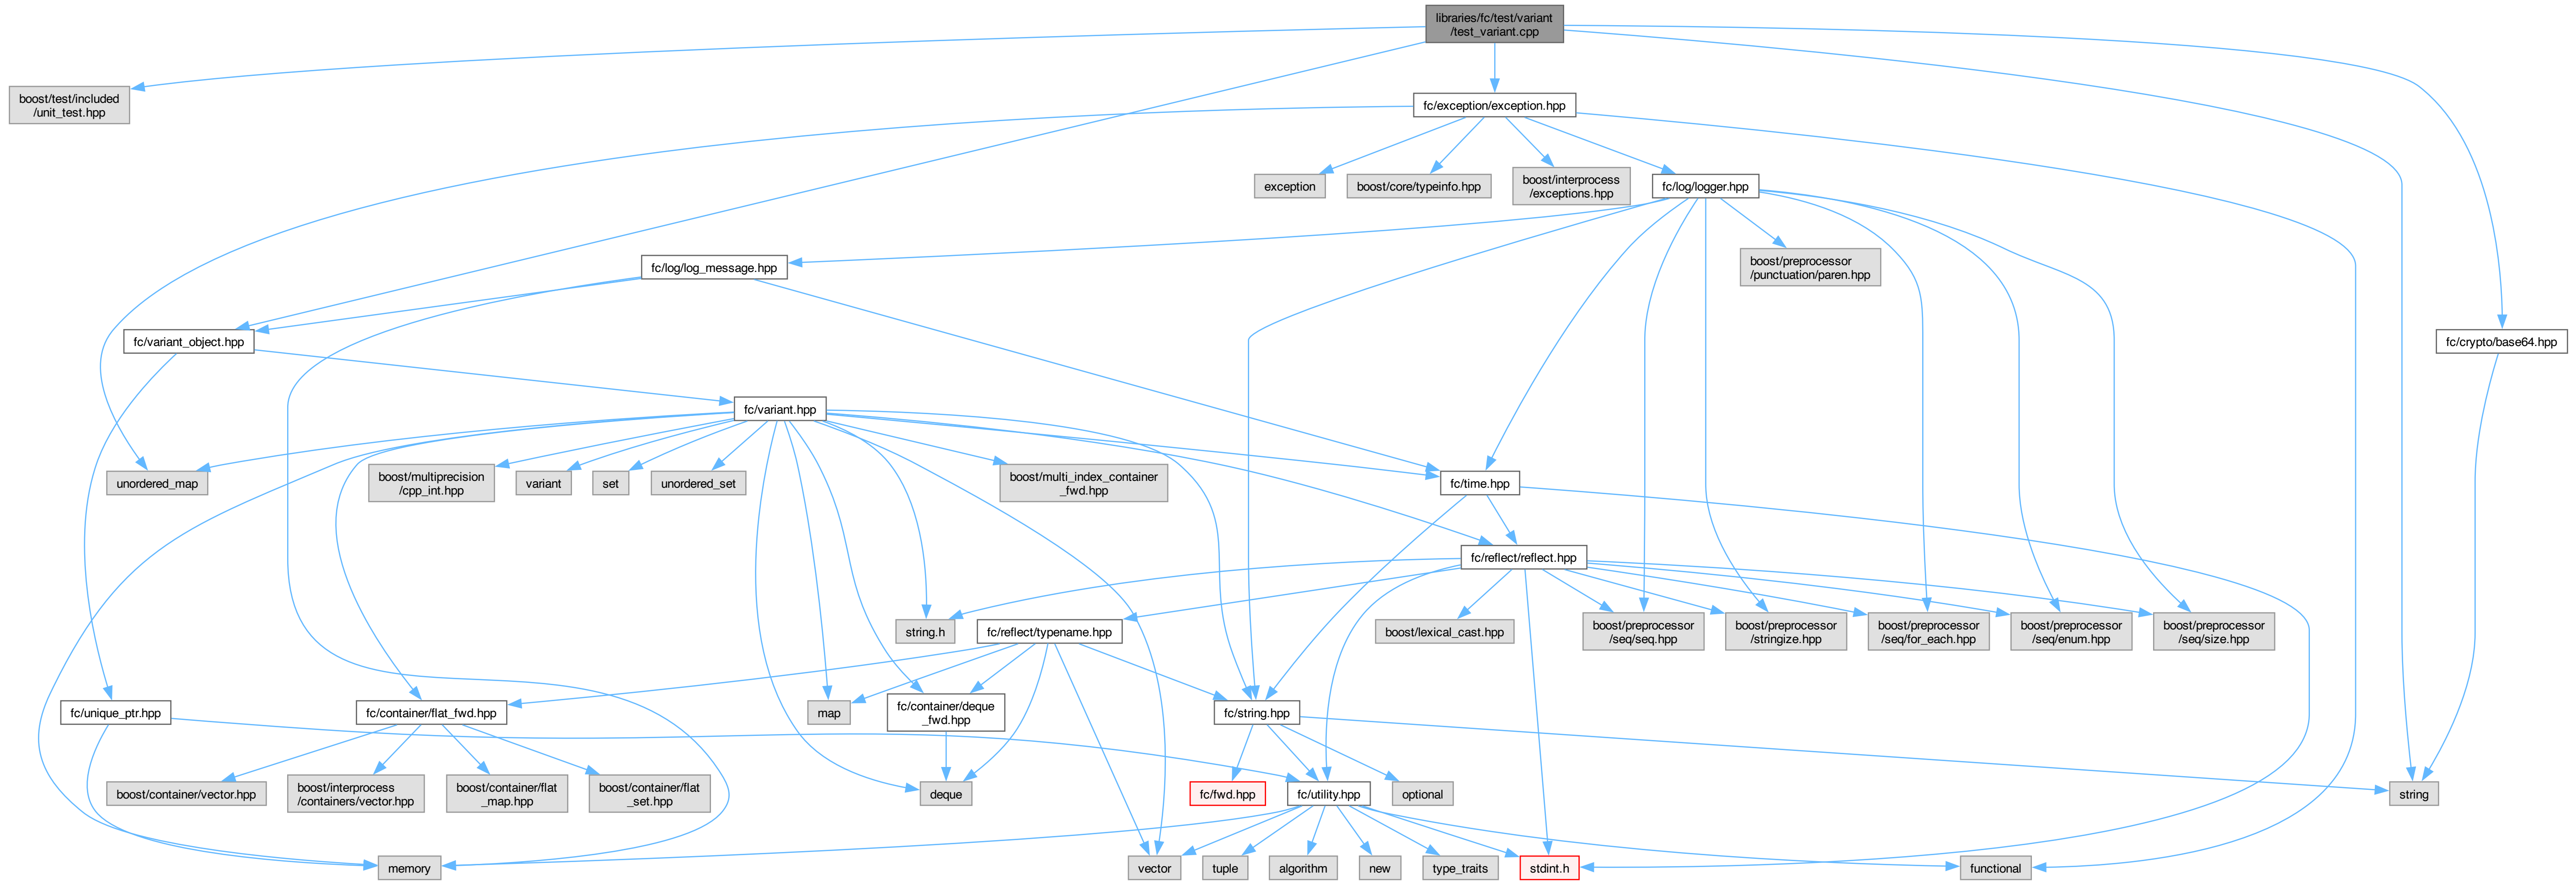 libraries/fc/test/variant
/test_variant.cpp
boost/test/included
/unit_test.hpp
fc/exception/exception.hpp
exception
boost/core/typeinfo.hpp
boost/interprocess
/exceptions.hpp
fc/log/logger.hpp
fc/log/log_message.hpp
boost/preprocessor
/punctuation/paren.hpp
fc/variant_object.hpp
fc/crypto/base64.hpp
fc/variant.hpp
unordered_map
boost/multiprecision
/cpp_int.hpp
variant
set
unordered_set
boost/multi_index_container
_fwd.hpp
fc/time.hpp
fc/reflect/reflect.hpp
string.h
fc/reflect/typename.hpp
boost/lexical_cast.hpp
boost/preprocessor
/seq/seq.hpp
boost/preprocessor
/stringize.hpp
boost/preprocessor
/seq/for_each.hpp
boost/preprocessor
/seq/enum.hpp
boost/preprocessor
/seq/size.hpp
fc/unique_ptr.hpp
fc/container/flat_fwd.hpp
map
fc/container/deque
_fwd.hpp
fc/string.hpp
boost/container/vector.hpp
boost/interprocess
/containers/vector.hpp
boost/container/flat
_map.hpp
boost/container/flat
_set.hpp
deque
fc/fwd.hpp
fc/utility.hpp
optional
string
memory
vector
tuple
algorithm
new
type_traits
stdint.h
functional